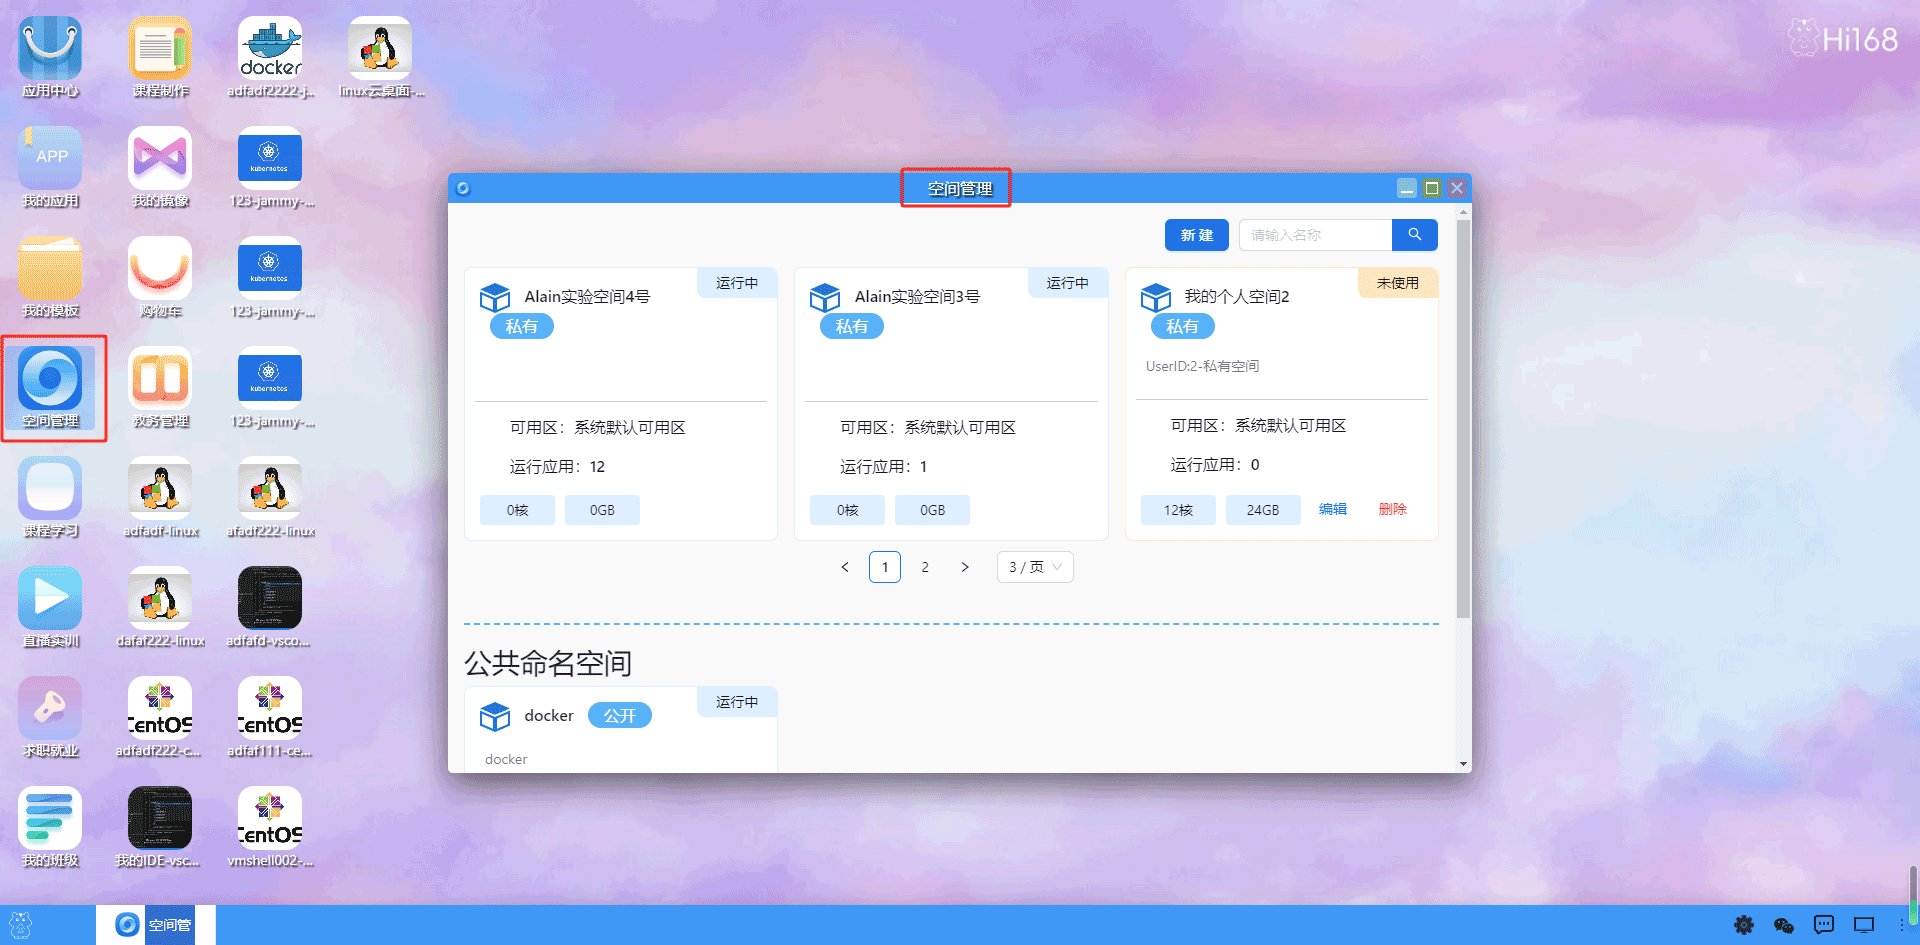 Hi168
应用中心
课程制作
docker
adfadf2222-j...
linux云桌面-...
APP
我的应用
我的镜像
kubernetes
123-jammy-...
我的模板
购物车
kubernetes
123-jammy-...
空间管理
教务管理
kubernetes
123-jammy-...
课程学习
adfadf-linux
afadf222-linux
直播实训
dafaf222-linux
adfafd-vsco...
求职就业
CentOS
adfadf222-c...
CentOS
adfaf111-ce...
我的班级
我的IDE-vsc...
CentOS
vmshell002-...
空间管理
新 建
请输入名称
Alain实验空间4号
运行中
私有
可用区：系统默认可用区
运行应用：12
0核
0GB
Alain实验空间3号
运行中
私有
可用区：系统默认可用区
运行应用：1
0核
0GB
我的个人空间2
未使用
私有
UserID:2-私有空间
可用区：系统默认可用区
运行应用：0
12核
24GB
编辑
删除
< 1 2 > 3 / 页
公共命名空间
docker
公开
运行中
docker
空间管